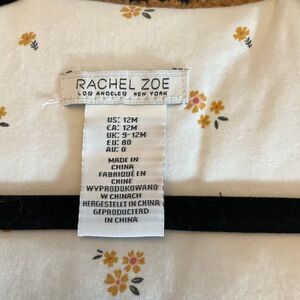 RACHEL ZOE
LOS ANGELES NEW YORK
US: 12M
CA: 12M
UK: 9-12M
EU: 80
AU: 0
MADE IN
CHINA
FABRIQUÉ EN
CHINE
WYPRODUKOWANO
W CHINACH
HERGESTELLT IN CHINA
GEPRODUCEERD
IN CHINA